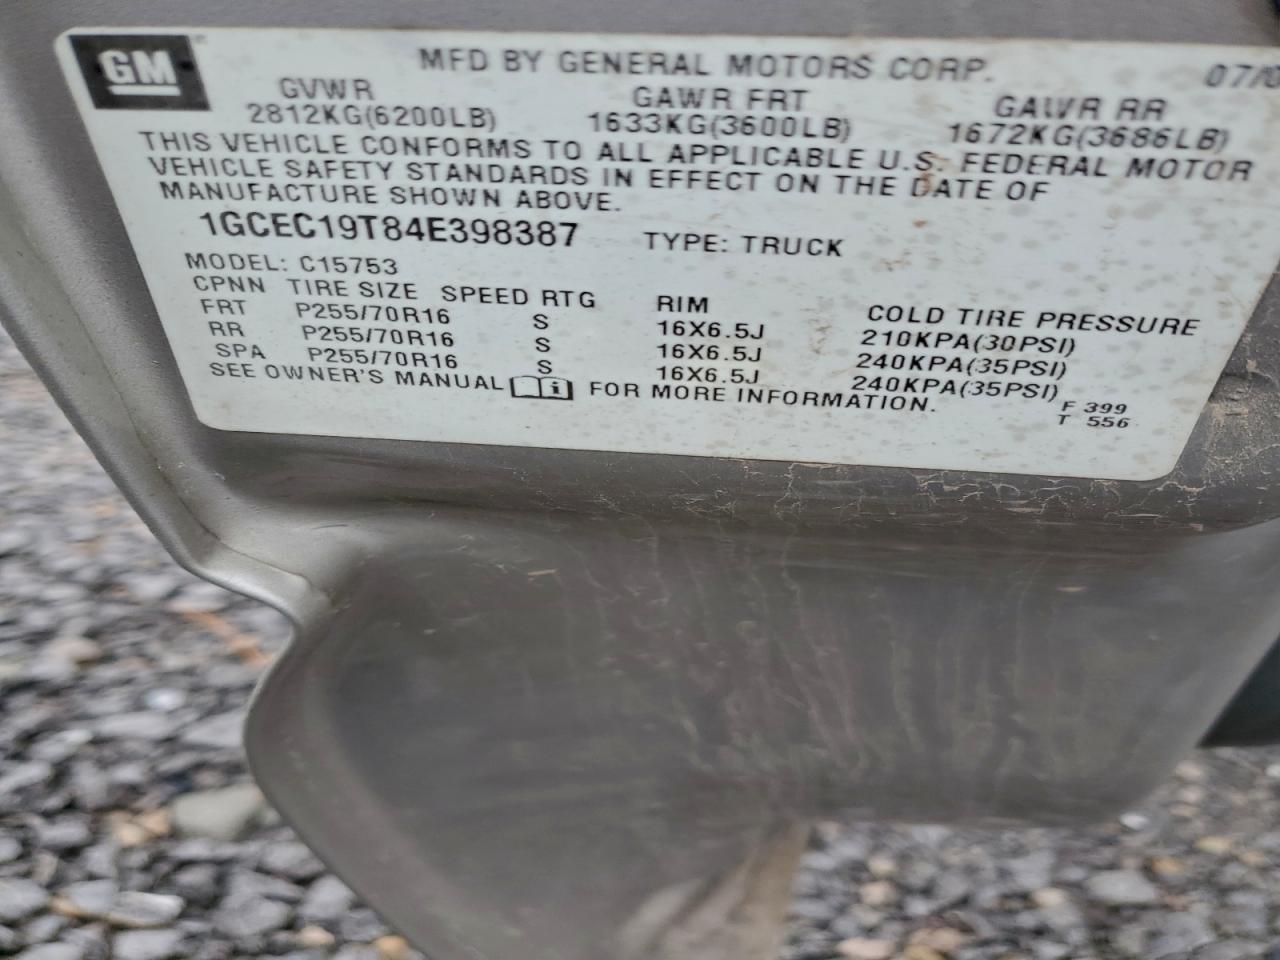 GM
MFD BY GENERAL MOTORS CORP. 07/0
GVWR GAWR FRT GAWR RR
2812KG(6200LB) 1633KG(3600LB) 1672KG(3686LB)
THIS VEHICLE CONFORMS TO ALL APPLICABLE U.S. FEDERAL MOTOR
VEHICLE SAFETY STANDARDS IN EFFECT ON THE DATE OF
MANUFACTURE SHOWN ABOVE.
1GCEC19T84E398387 TYPE: TRUCK
MODEL: C15753
CPNN TIRE SIZE SPEED RTG RIM COLD TIRE PRESSURE
FRT P255/70R16 S 16X6.5J 210KPA(30PSI)
RR P255/70R16 S 16X6.5J 240KPA(35PSI)
SPA P255/70R16 S 16X6.5J 240KPA(35PSI)
SEE OWNER'S MANUAL i FOR MORE INFORMATION.
F 399
T 556